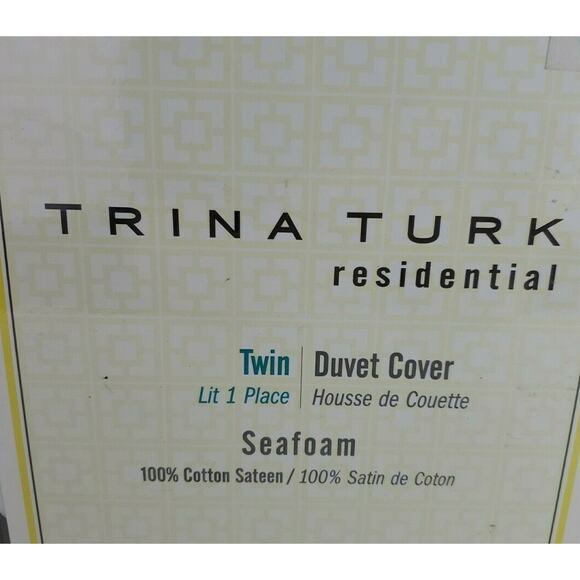 TRINA TURK
residential
Twin | Duvet Cover
Lit 1 Place | Housse de Couette
Seafoam
100% Cotton Sateen / 100% Satin de Coton